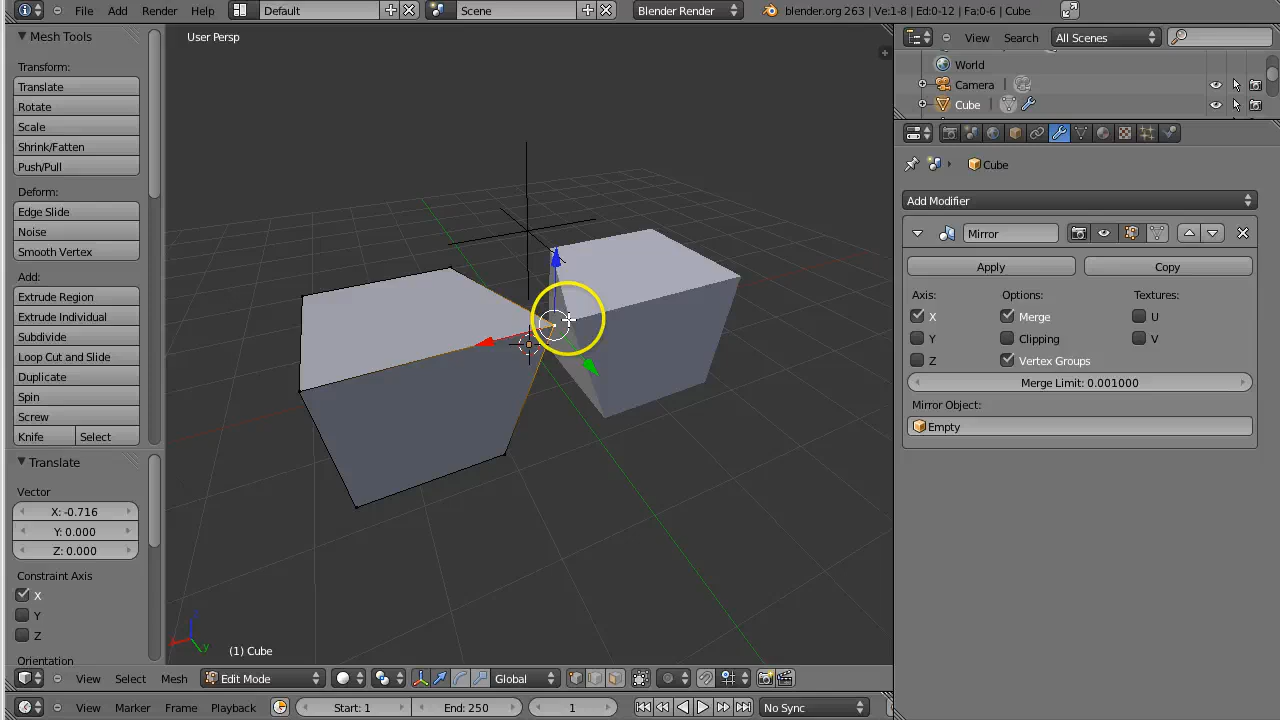 File Add Render Help Default Scene Blender Render blender.org 263 | Ve:1-8 | Ed:0-12 | Fa:0-6 | Cube
Mesh Tools
Transform:
Translate
Rotate
Scale
Shrink/Fatten
Push/Pull
Deform:
Edge Slide
Noise
Smooth Vertex
Add:
Extrude Region
Extrude Individual
Subdivide
Loop Cut and Slide
Duplicate
Spin
Screw
Knife Select
Translate
Vector
X: -0.716
Y: 0.000
Z: 0.000
Constraint Axis
X
Y
Z
Orientation
User Persp
y
(1) Cube
View Select Mesh Edit Mode Global
View Marker Frame Playback Start: 1 End: 250 1 No Sync
View Search All Scenes
World
Camera |
Cube |
Cube
Add Modifier
Mirror
Apply Copy
Axis: Options: Textures:
X Merge U
Y Clipping V
Z Vertex Groups
Merge Limit: 0.001000
Mirror Object:
Empty